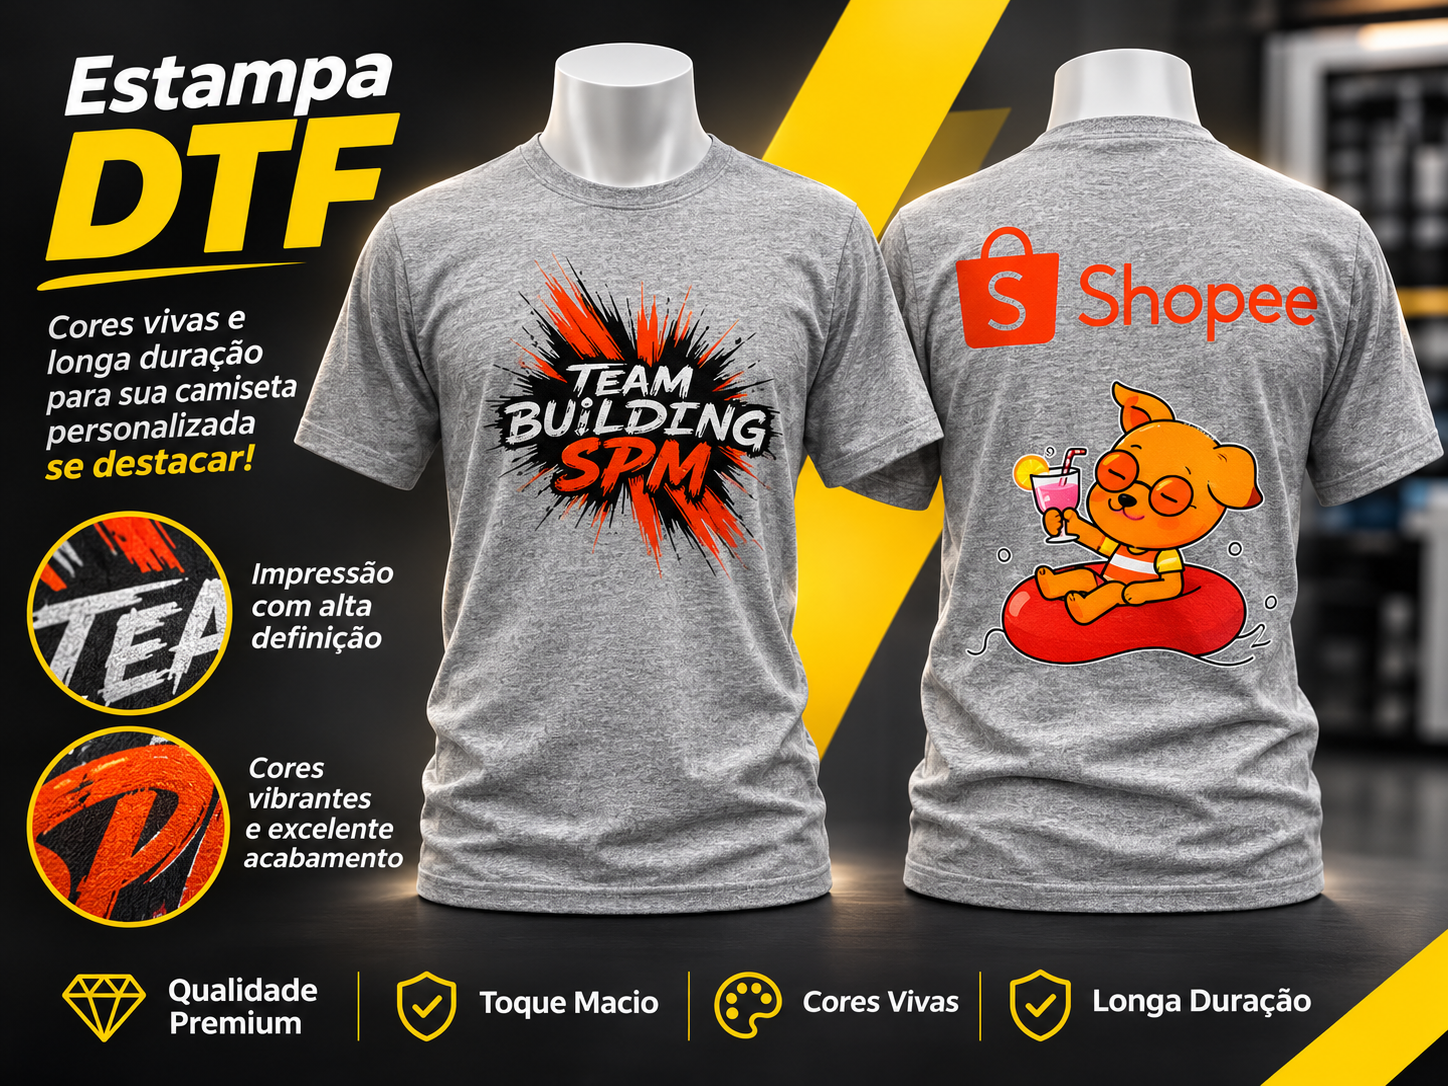 Estampa
DTF
Cores vivas e
longa duração
para sua camiseta
personalizada
se destacar!
TEA
Impressão
com alta
definição
P
Cores
vibrantes
e excelente
acabamento
TEAM
BUiLDING
SPM
S Shopee
Qualidade
Premium
Toque Macio
Cores Vivas
Longa Duração